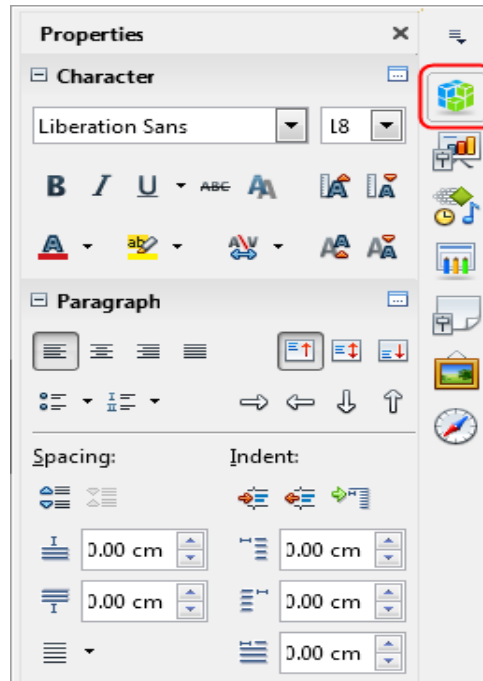 Properties
Character
Liberation Sans
18
B I U ABC
Paragraph
Spacing: Indent:
0.00 cm 0.00 cm
0.00 cm 0.00 cm
0.00 cm